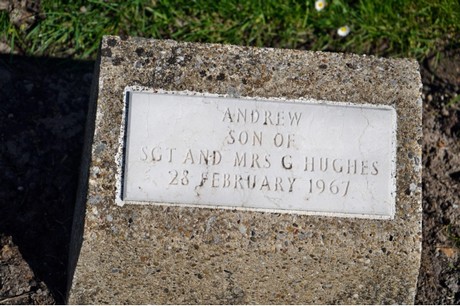 ANDREW
SON OF
SGT AND MRS G HUGHES
28 FEBRUARY 1967